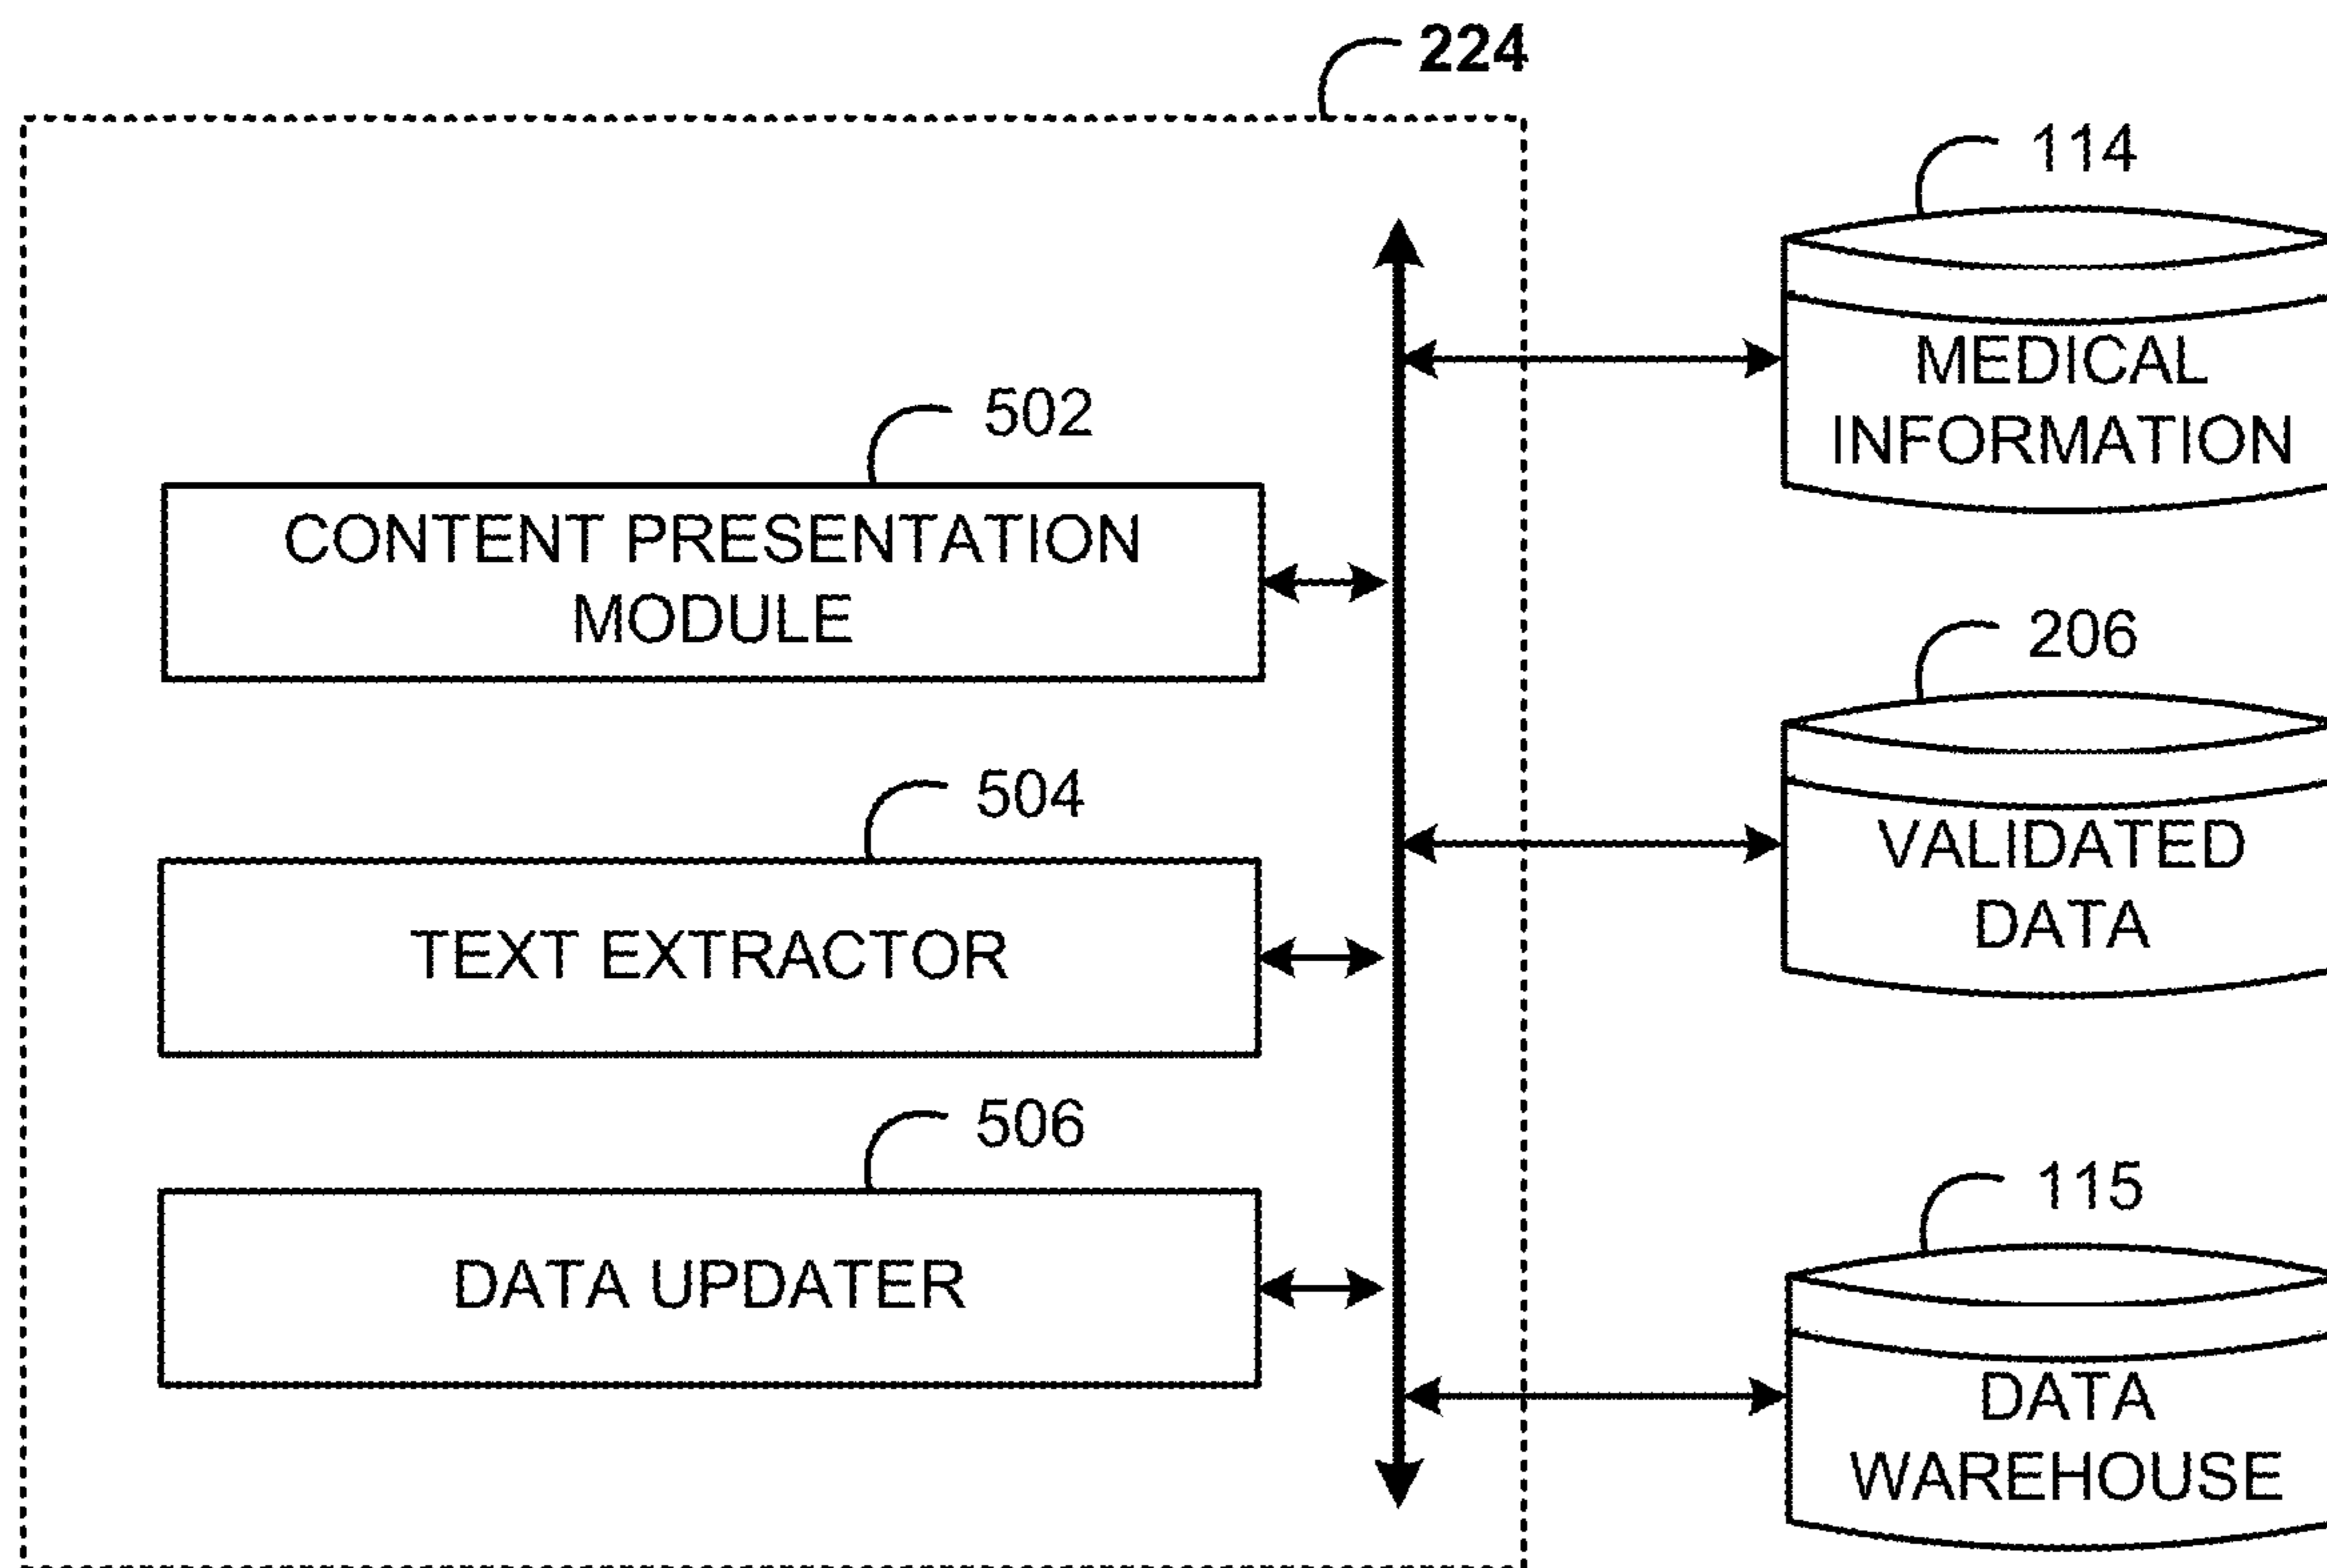 224
114
MEDICAL
INFORMATION
502
CONTENT PRESENTATION
MODULE
206
VALIDATED
DATA
504
TEXT EXTRACTOR
506
DATA UPDATER
115
DATA
WAREHOUSE